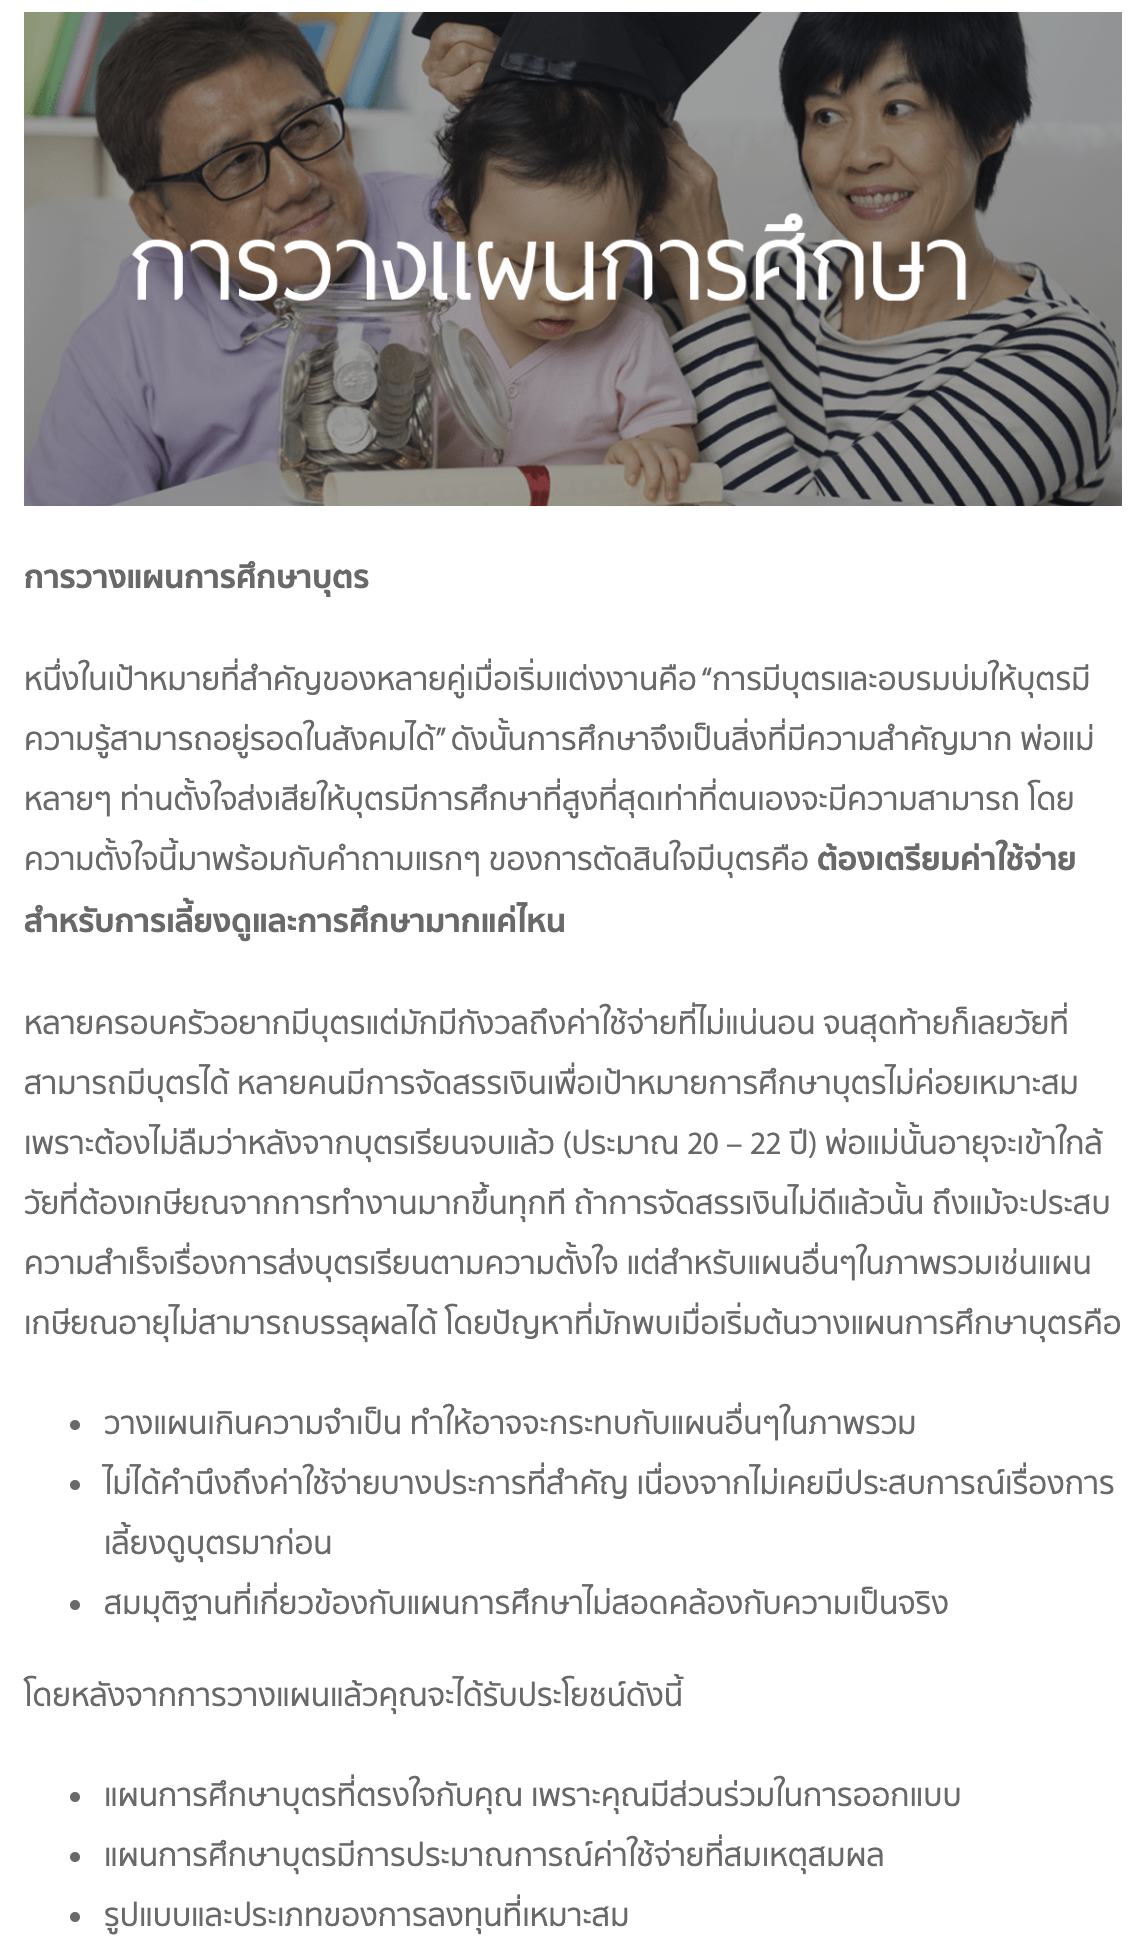 การวางแผนการศึกษา
การวางแผนการศึกษาบุตร
หนึ่งในเป้าหมายที่สำคัญของหลายคู่เมื่อเริ่มแต่งงานคือ “การมีบุตรและอบรมบ่มให้บุตรมี
ความรู้สามารถอยู่รอดในสังคมได้” ดังนั้นการศึกษาจึงเป็นสิ่งที่มีความสำคัญมาก พ่อแม่
หลายๆ ท่านตั้งใจส่งเสียให้บุตรมีการศึกษาที่สูงที่สุดเท่าที่ตนเองจะมีความสามารถ โดย
ความตั้งใจนี้มาพร้อมกับคำถามแรกๆ ของการตัดสินใจมีบุตรคือ ต้องเตรียมค่าใช้จ่าย
สำหรับการเลี้ยงดูและการศึกษามากแค่ไหน
หลายครอบครัวอยากมีบุตรแต่มักมีกังวลถึงค่าใช้จ่ายที่ไม่แน่นอน จนสุดท้ายก็เลยวัยที่
สามารถมีบุตรได้ หลายคนมีการจัดสรรเงินเพื่อเป้าหมายการศึกษาบุตรไม่ค่อยเหมาะสม
เพราะต้องไม่ลืมว่าหลังจากบุตรเรียนจบแล้ว (ประมาณ 20 – 22 ปี) พ่อแม่นั้นอายุจะเข้าใกล้
วัยที่ต้องเกษียณจากการทำงานมากขึ้นทุกที ถ้าการจัดสรรเงินไม่ดีแล้วนั้น ถึงแม้จะประสบ
ความสำเร็จเรื่องการส่งบุตรเรียนตามความตั้งใจ แต่สำหรับแผนอื่นๆในภาพรวมเช่นแผน
เกษียณอายุไม่สามารถบรรลุผลได้ โดยปัญหาที่มักพบเมื่อเริ่มต้นวางแผนการศึกษาบุตรคือ
• วางแผนเกินความจำเป็น ทำให้อาจจะกระทบกับแผนอื่นๆในภาพรวม
• ไม่ได้คำนึงถึงค่าใช้จ่ายบางประการที่สำคัญ เนื่องจากไม่เคยมีประสบการณ์เรื่องการ
เลี้ยงดูบุตรมาก่อน
• สมมุติฐานที่เกี่ยวข้องกับแผนการศึกษาไม่สอดคล้องกับความเป็นจริง
โดยหลังจากการวางแผนแล้วคุณจะได้รับประโยชน์ดังนี้
• แผนการศึกษาบุตรที่ตรงใจกับคุณ เพราะคุณมีส่วนร่วมในการออกแบบ
• แผนการศึกษาบุตรมีการประมาณการณ์ค่าใช้จ่ายที่สมเหตุสมผล
• รูปแบบและประเภทของการลงทุนที่เหมาะสม